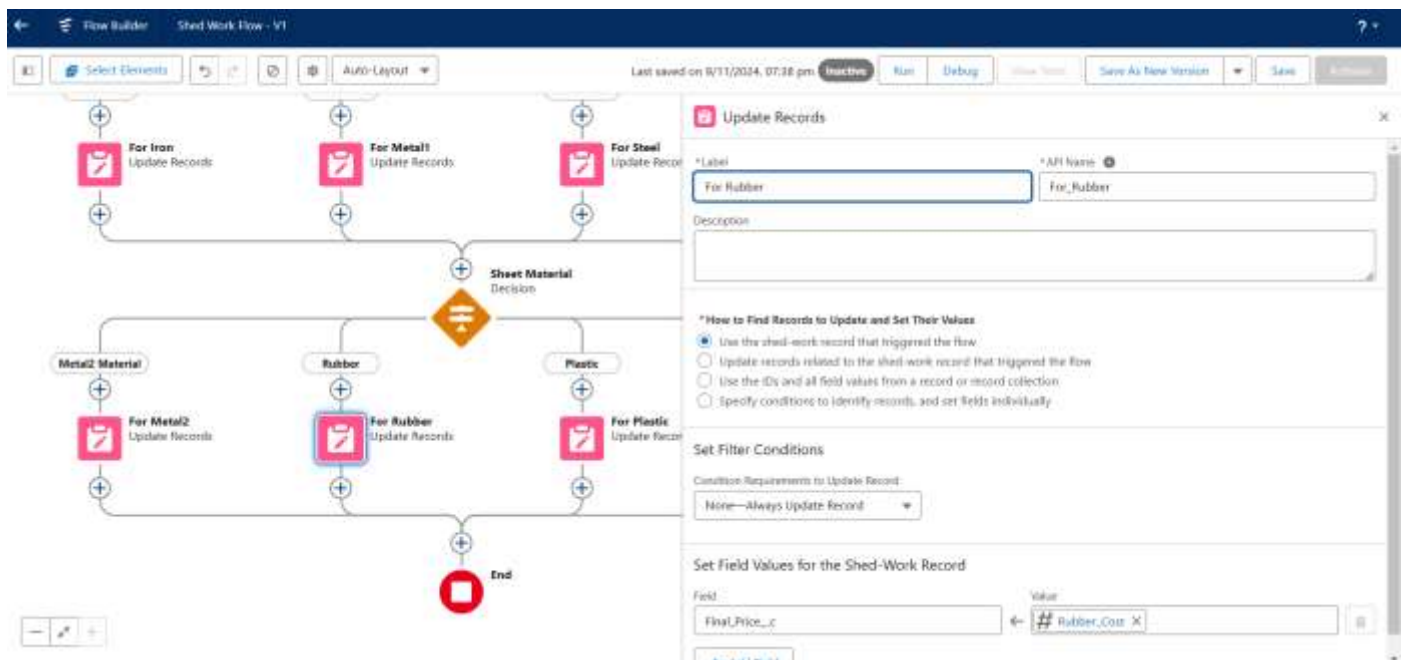 Flow Builder Shed Work Flow - V1 ?
Select Elements Auto-Layout Last saved on 9/11/2024, 07:38 pm Inactive Run Debug Save As New Version Save
For Iron
Update Records
For Metal1
Update Records
For Steel
Update Recor
Sheet Material
Decision
Metal2 Material Rubber Plastic
For Metal2
Update Records
For Rubber
Update Records
For Plastic
Update Recor
End
Update Records
*Label
For Rubber
*API Name
For_Rubber
Description
*How to Find Records to Update and Set Their Values
Use the shed-work record that triggered the flow
Update records related to the shed-work record that triggered the flow
Use the IDs and all field values from a record or record collection
Specify conditions to identify records, and set fields individually
Set Filter Conditions
Condition Requirements to Update Record
None—Always Update Record
Set Field Values for the Shed-Work Record
Field Value
Final_Price__c Rubber_Cost